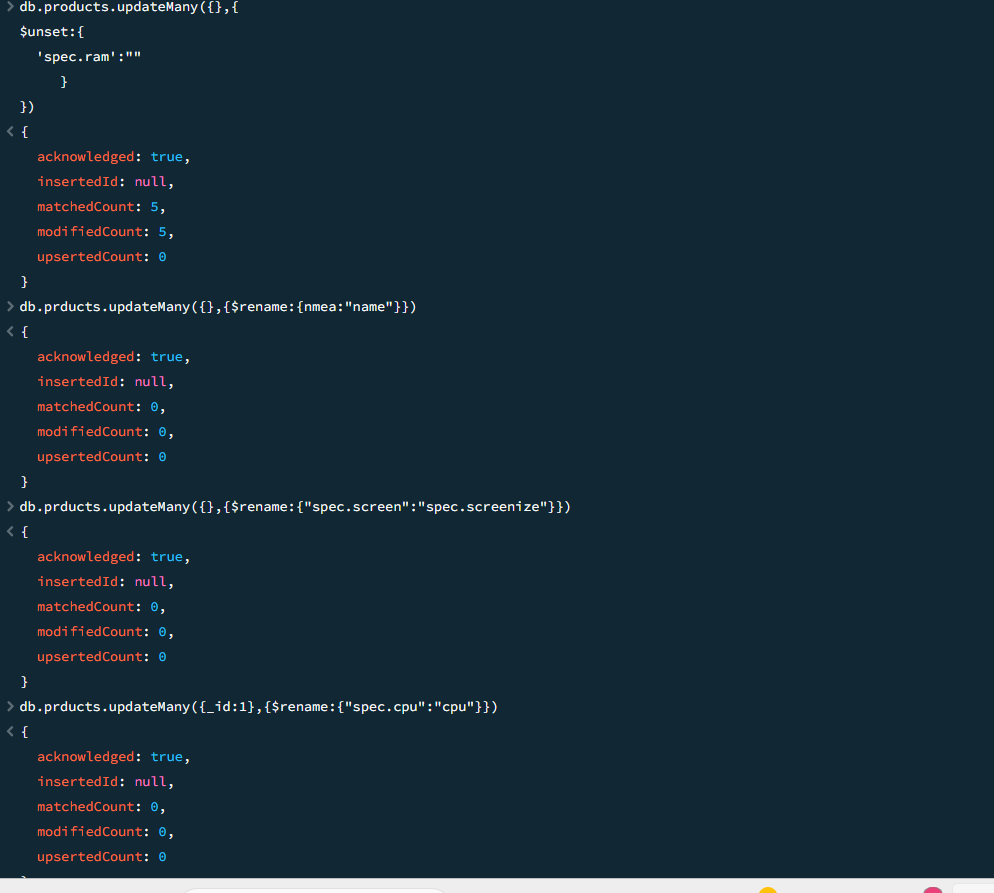 > db.products.updateMany({},{
$unset:{
'spec.ram':""
}
})
< {
acknowledged: true,
insertedId: null,
matchedCount: 5,
modifiedCount: 5,
upsertedCount: 0
}
> db.prducts.updateMany({},{$rename:{nmea:"name"}})
< {
acknowledged: true,
insertedId: null,
matchedCount: 0,
modifiedCount: 0,
upsertedCount: 0
}
> db.prducts.updateMany({},{$rename:{"spec.screen":"spec.screenize"}})
< {
acknowledged: true,
insertedId: null,
matchedCount: 0,
modifiedCount: 0,
upsertedCount: 0
}
> db.prducts.updateMany({_id:1},{$rename:{"spec.cpu":"cpu"}})
< {
acknowledged: true,
insertedId: null,
matchedCount: 0,
modifiedCount: 0,
upsertedCount: 0